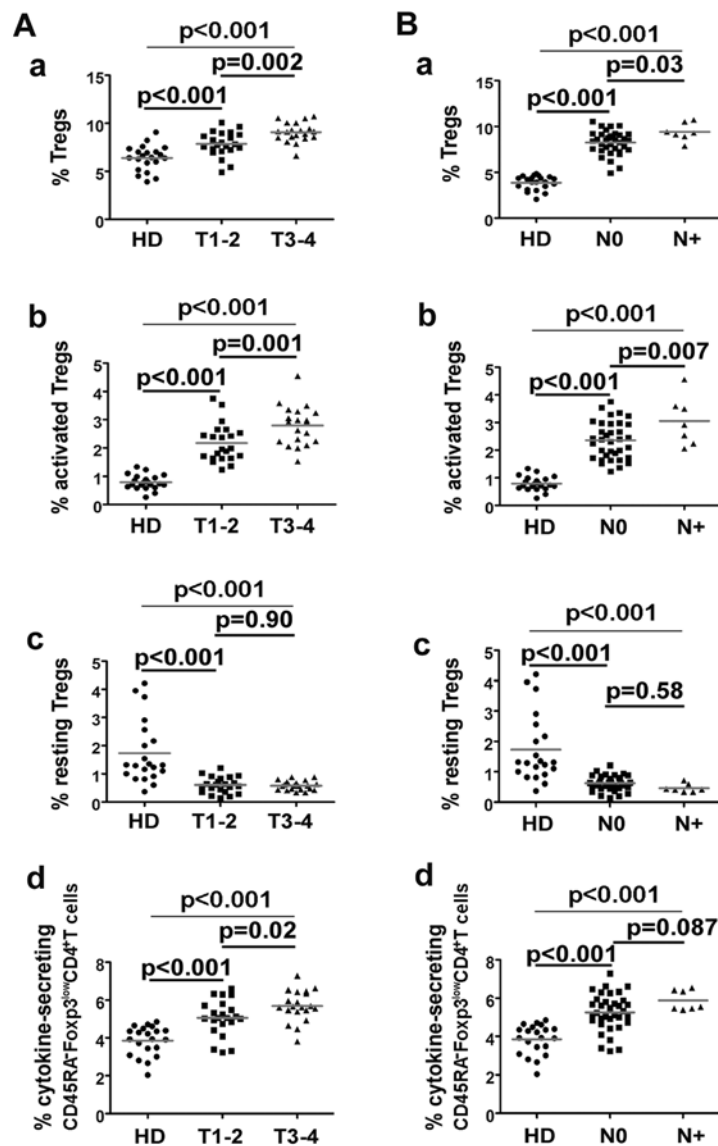 A
p<0.001
a
p=0.002
p<0.001
% Tregs
15
10
5
0
HD T1-2 T3-4
p<0.001
b
p=0.001
p<0.001
% activated Tregs
5
4
3
2
1
0
HD T1-2 T3-4
p<0.001
p=0.90
c
p<0.001
% resting Tregs
5
4
3
2
1
0
HD T1-2 T3-4
d
p<0.001
p=0.02
p<0.001
% cytokine-secreting
CD45RA⁻Foxp3ˡᵒʷCD4⁺T cells
8
6
4
2
0
HD T1-2 T3-4
B
p<0.001
a
p=0.03
p<0.001
% Tregs
15
10
5
0
HD N0 N+
p<0.001
b
p=0.007
p<0.001
% activated Tregs
5
4
3
2
1
0
HD N0 N+
p<0.001
c
p<0.001
p=0.58
% resting Tregs
5
4
3
2
1
0
HD N0 N+
d
p<0.001
p=0.087
p<0.001
% cytokine-secreting
CD45RA⁻Foxp3ˡᵒʷCD4⁺T cells
8
6
4
2
0
HD N0 N+